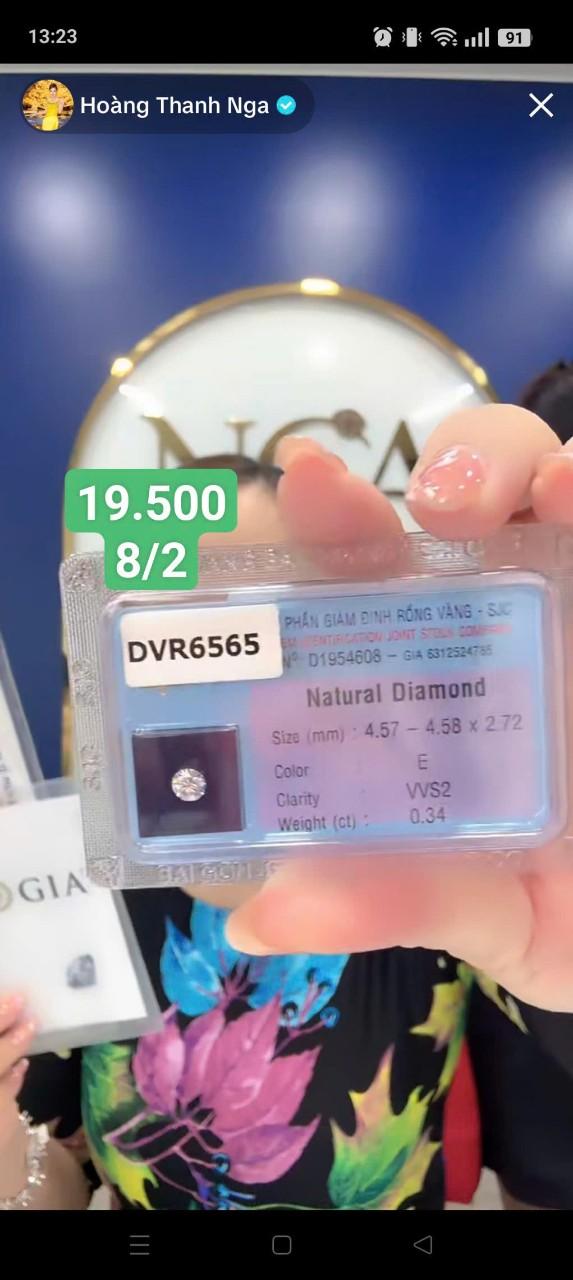 13:23
91
Hoàng Thanh Nga
NGA
19.500
8/2
PHẦN GIÁM ĐỊNH RỒNG VÀNG - SJC
IDENTIFICATION JOINT STOCK
DVR6565
Nº D1954608 - GIA 6312524785
Natural Diamond
Size (mm) : 4.57 - 4.58 x 2.72
Color : E
Clarity : VVS2
Weight (ct) : 0.34
GIA